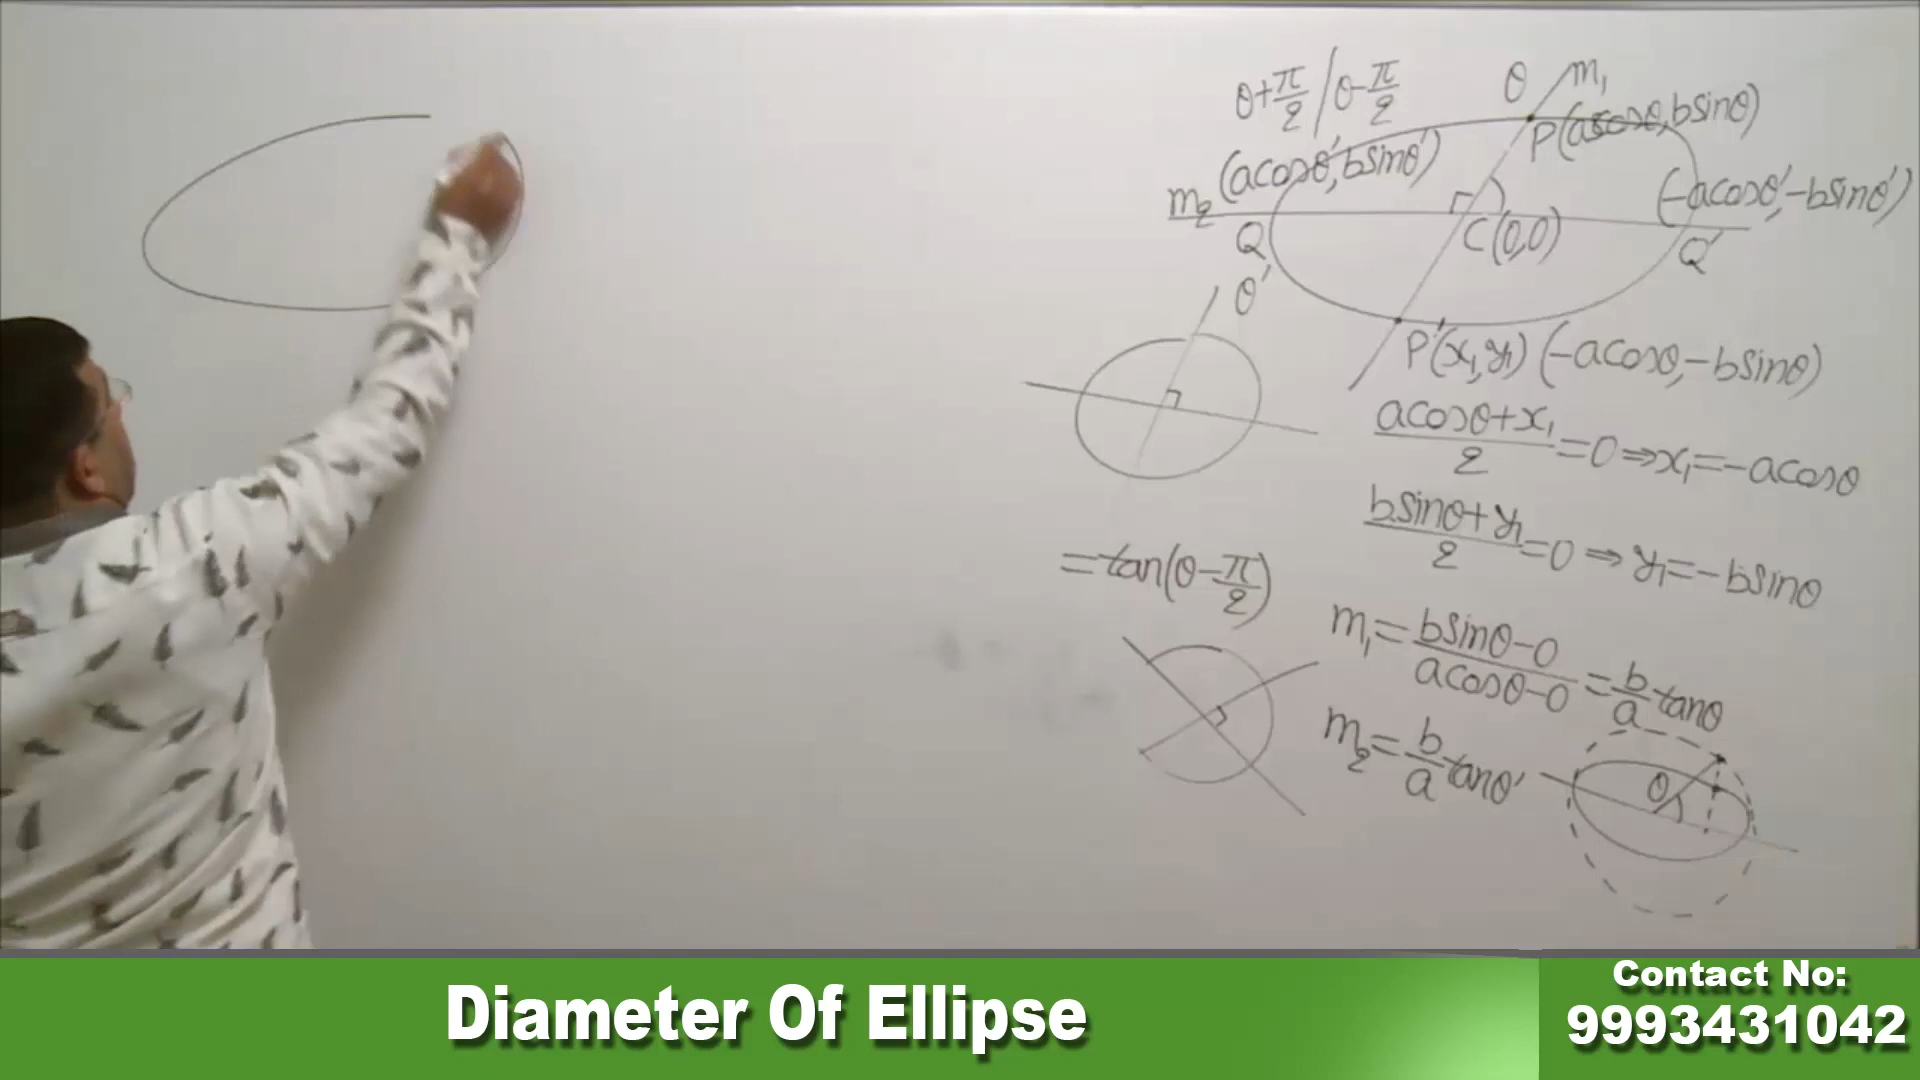 θ+π/2 / θ-π/2
θ m₁
P(acosθ, bsinθ)
m₂ (acosθ', bsinθ')
(-acosθ', -bsinθ')
Q C(0,0) Q'
θ'
P'(x₁, y₁) (-acosθ, -bsinθ)
(acosθ+x₁)/2 = 0 ⇒ x₁ = -acosθ
(bsinθ+y₁)/2 = 0 ⇒ y₁ = -bsinθ
= tan(θ-π/2)
m₁ = (bsinθ-0)/(acosθ-0) = b/a tanθ
m₂ = b/a tanθ'
θ
Diameter Of Ellipse
Contact No:
9993431042